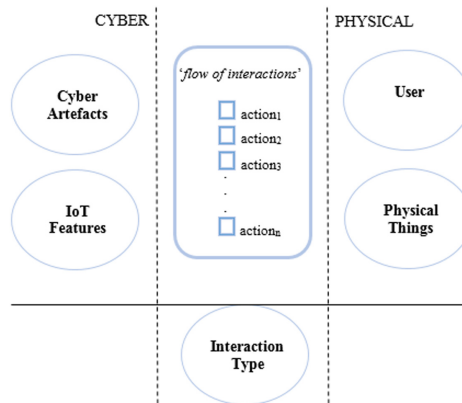 CYBER
PHYSICAL
‘flow of interactions’
Cyber
Artefacts
User
action1
action2
action3
.
.
.
actionn
IoT
Features
Physical
Things
Interaction
Type